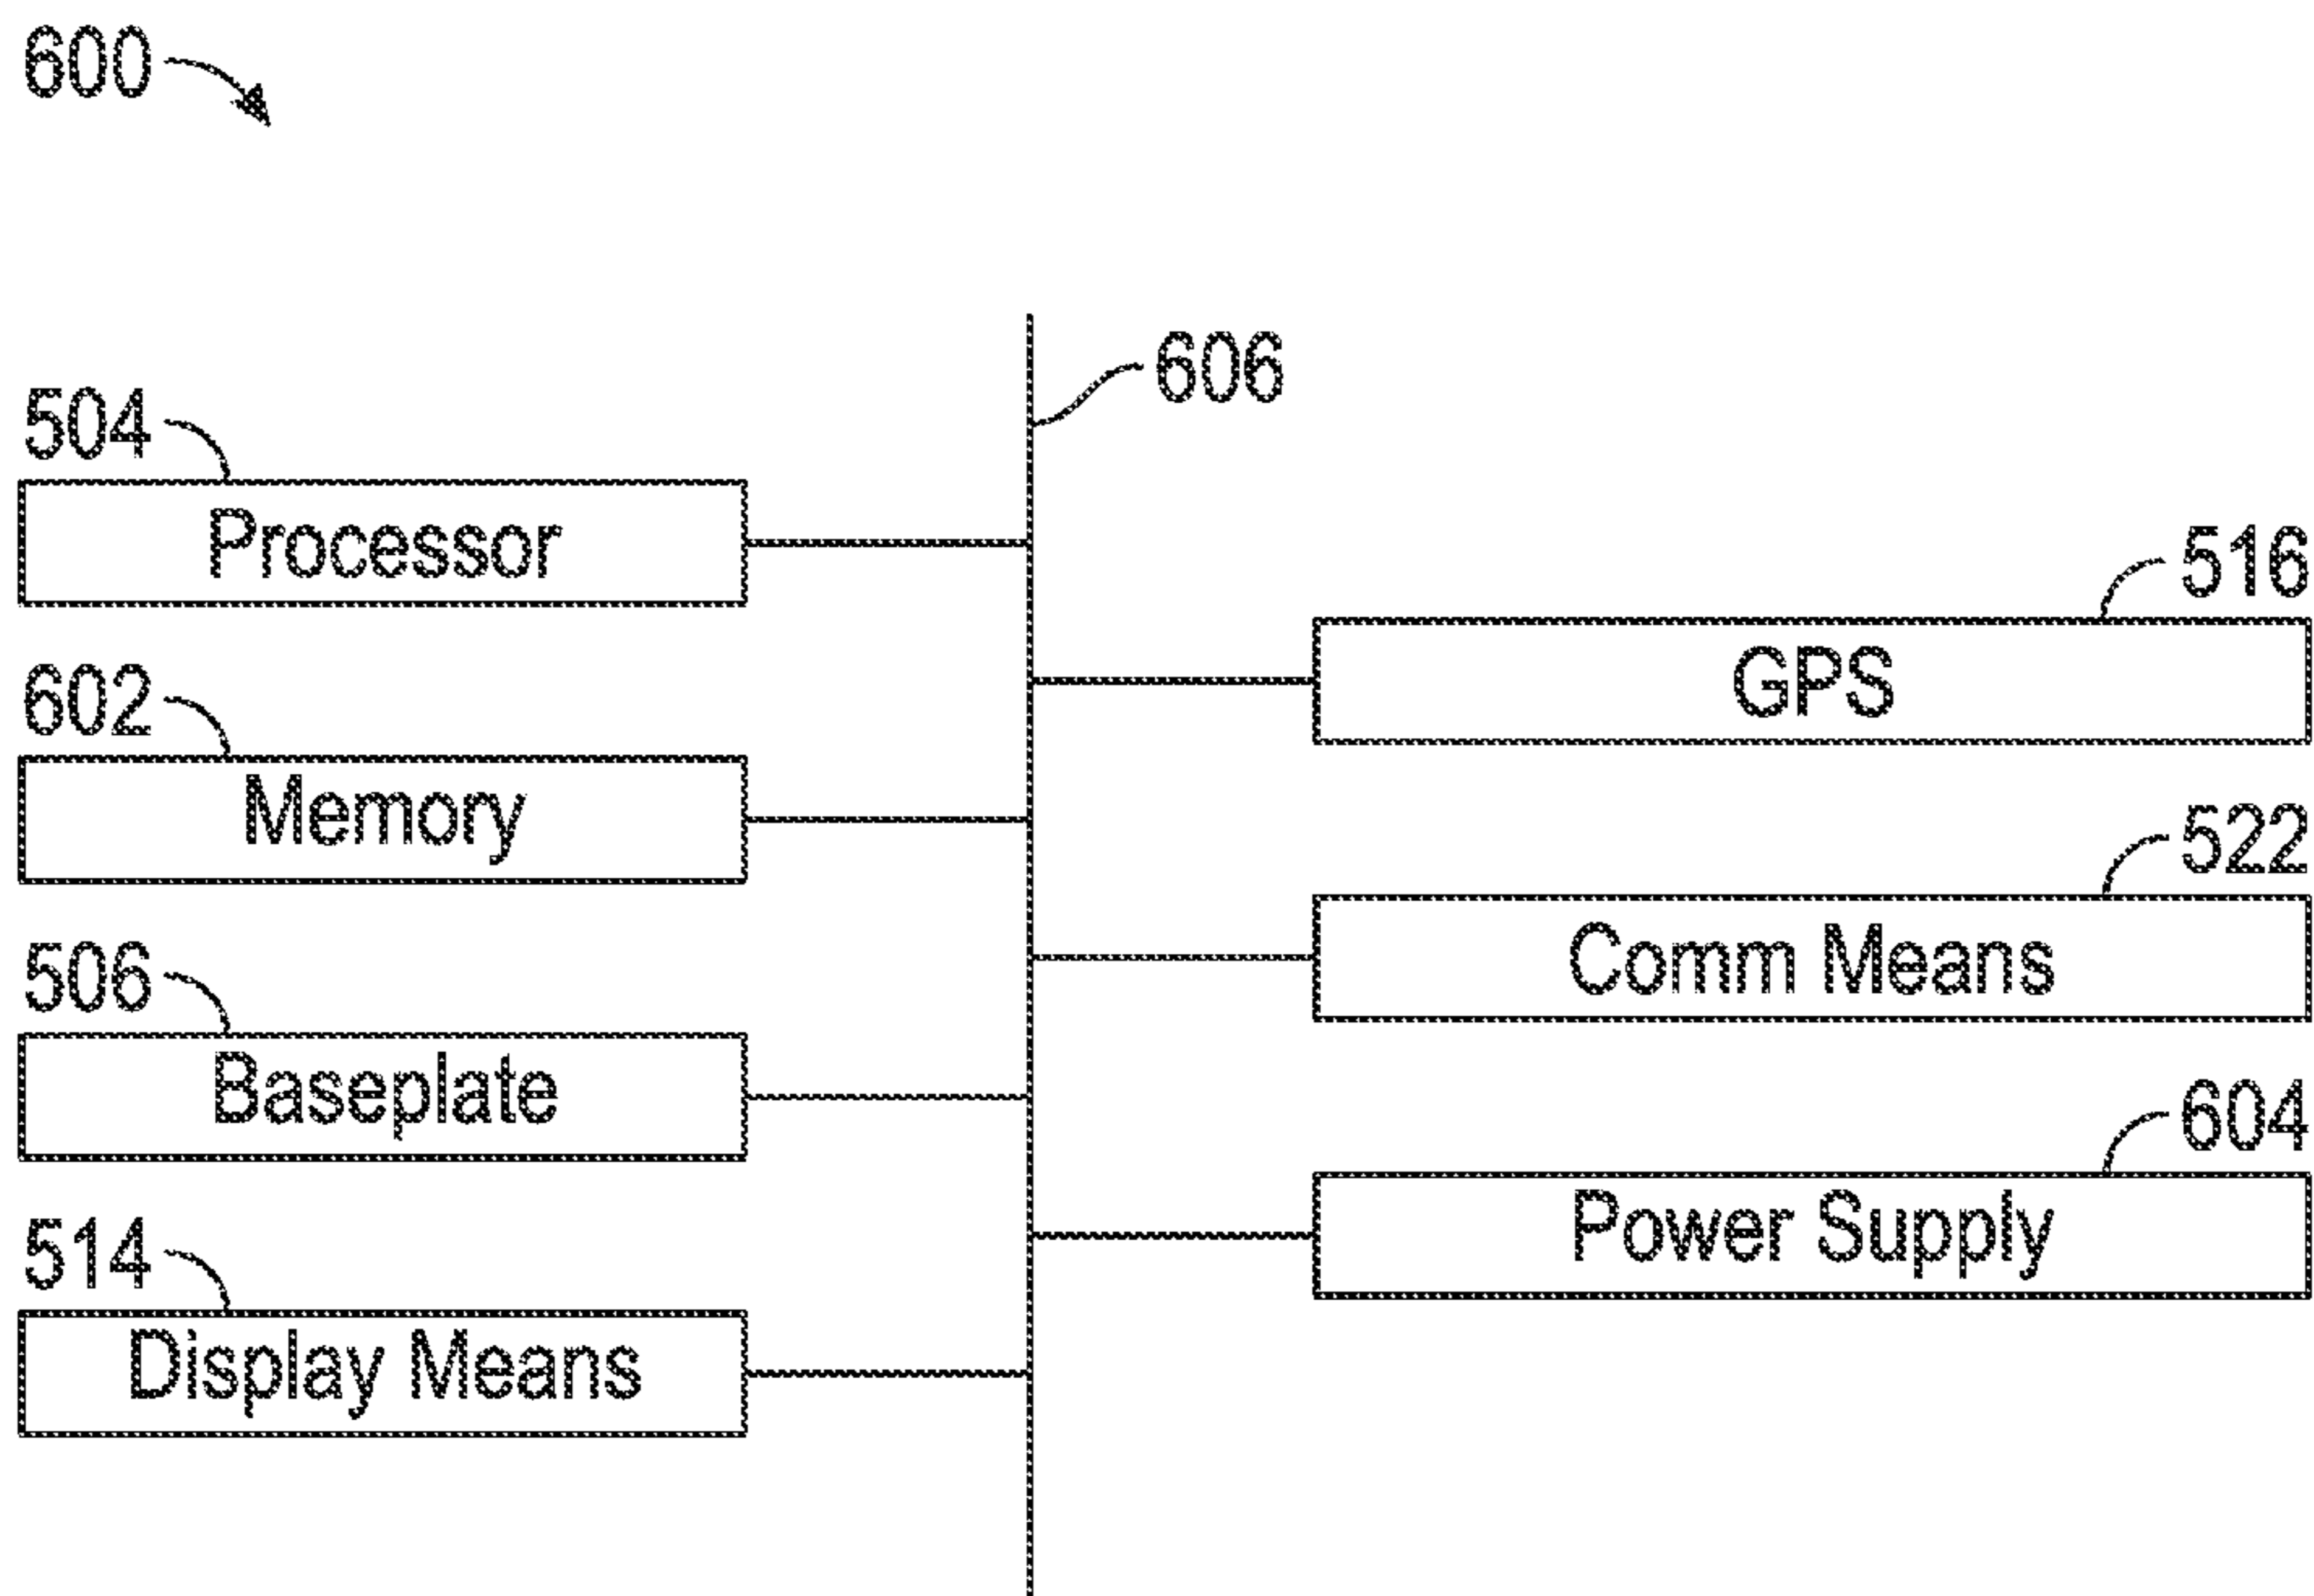 600
606
504
Processor
516
GPS
602
Memory
522
Comm Means
506
Baseplate
604
Power Supply
514
Display Means